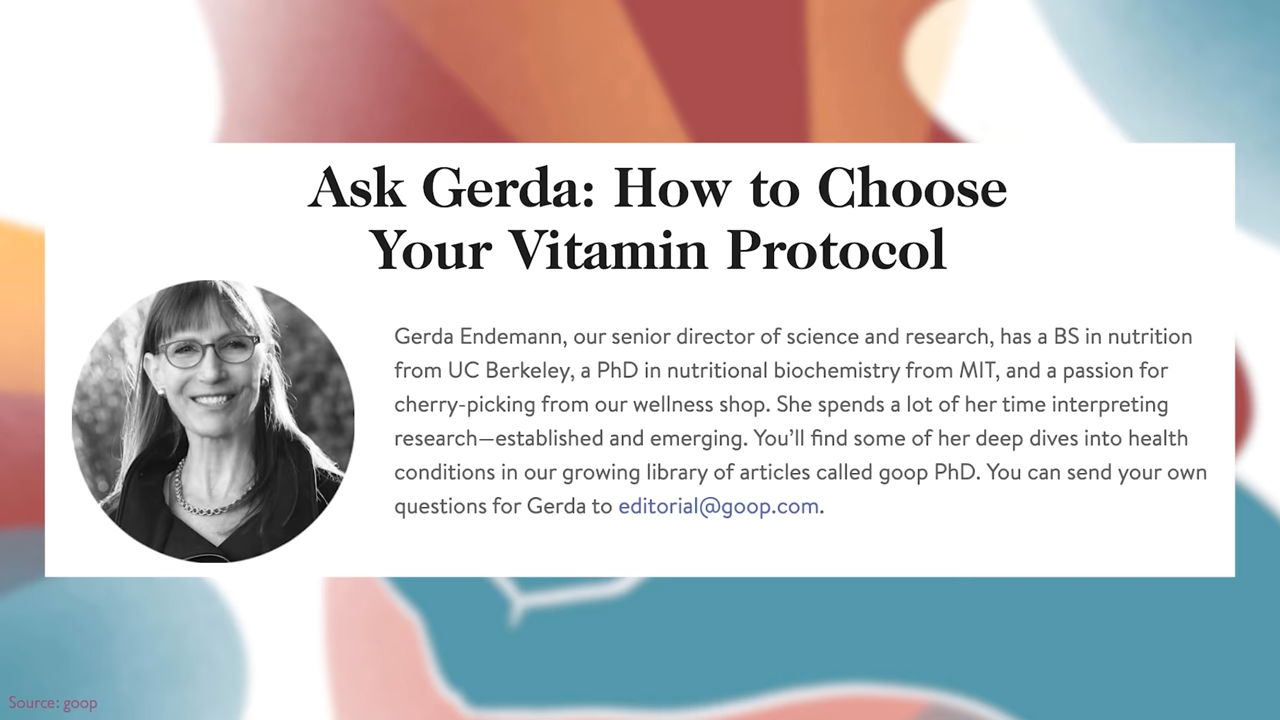 Ask Gerda: How to Choose
Your Vitamin Protocol
Gerda Endemann, our senior director of science and research, has a BS in nutrition
from UC Berkeley, a PhD in nutritional biochemistry from MIT, and a passion for
cherry-picking from our wellness shop. She spends a lot of her time interpreting
research—established and emerging. You’ll find some of her deep dives into health
conditions in our growing library of articles called goop PhD. You can send your own
questions for Gerda to editorial@goop.com.
Source: goop